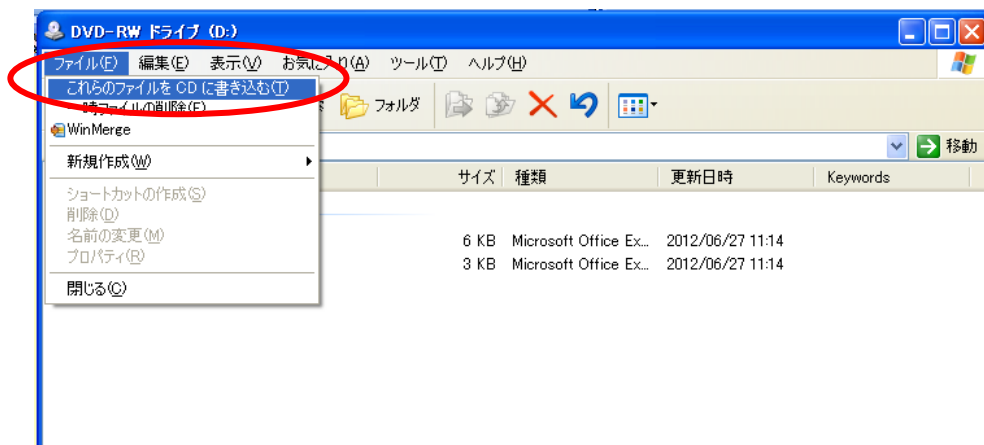 DVD-RW ドライブ (D:)
ファイル(F) 編集(E) 表示(V) お気に入り(A) ツール(T) ヘルプ(H)
これらのファイルを CD に書き込む(T)
時ファイルの削除(F)
フォルダ
WinMerge
移動
新規作成(W)
サイズ 種類 更新日時 Keywords
ショートカットの作成(S)
削除(D)
名前の変更(M)
6 KB Microsoft Office Ex... 2012/06/27 11:14
プロパティ(R)
3 KB Microsoft Office Ex... 2012/06/27 11:14
閉じる(C)